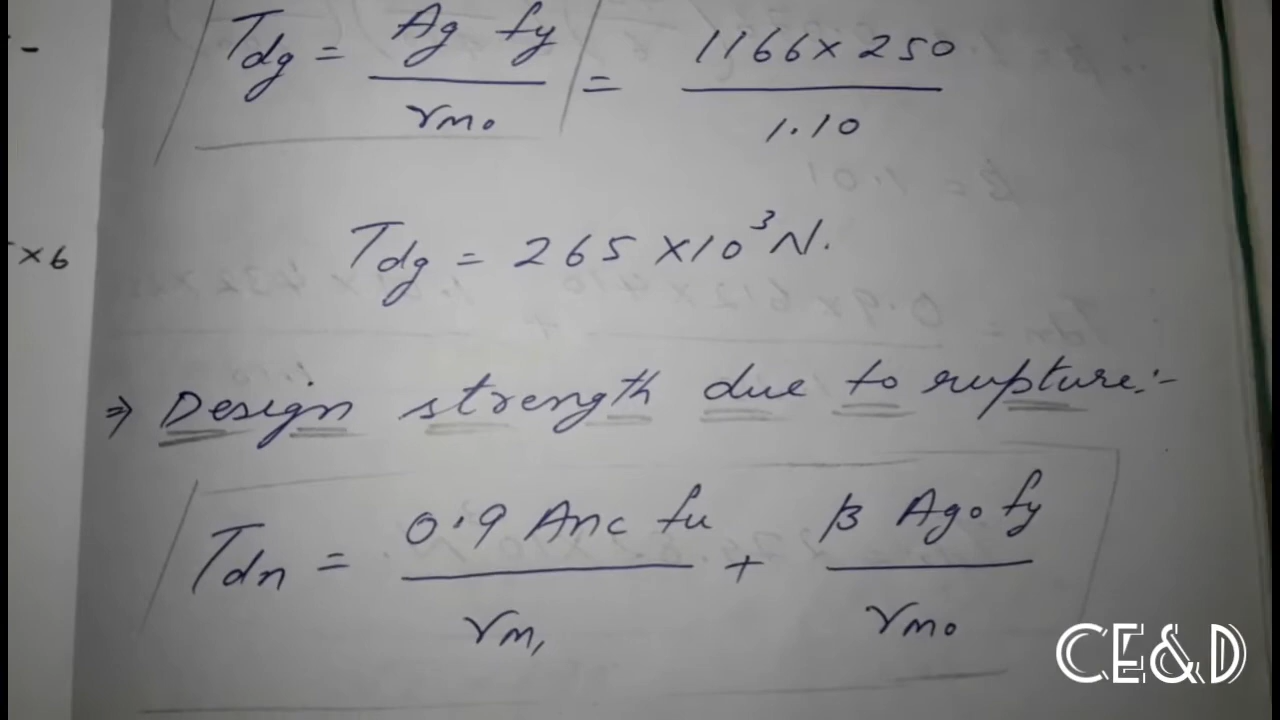 Tdg = Ag fy / γm0 = 1166 × 250 / 1.10
× 6
Tdg = 265 × 10³ N.
⇒ Design strength due to rupture:-
Tdn = 0.9 Anc fu / γm1 + β Ago fy / γm0
CE&D